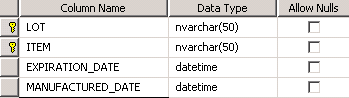 Column Name Data Type Allow Nulls
LOT nvarchar(50)
ITEM nvarchar(50)
EXPIRATION_DATE datetime
MANUFACTURED_DATE datetime